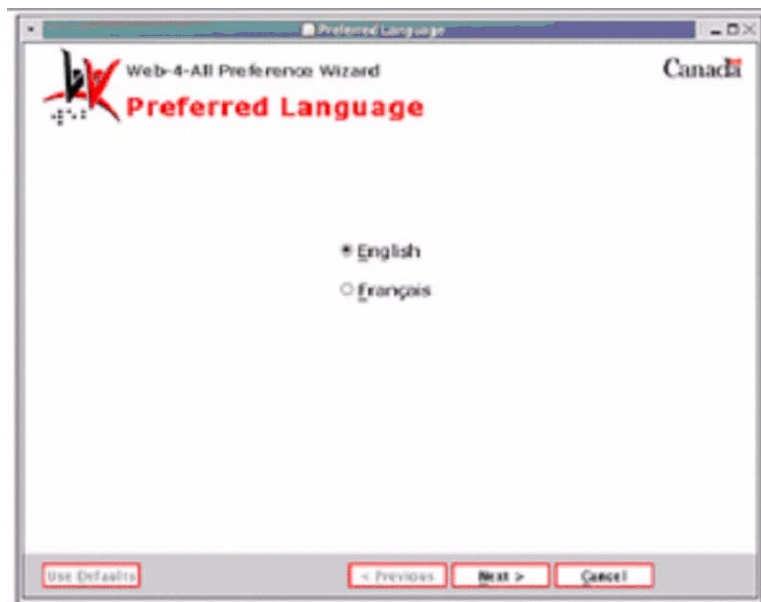 Preferred Language
Web-4-All Preference Wizard
Canada
Preferred Language
English
Français
Use Defaults
< Previous
Next >
Cancel